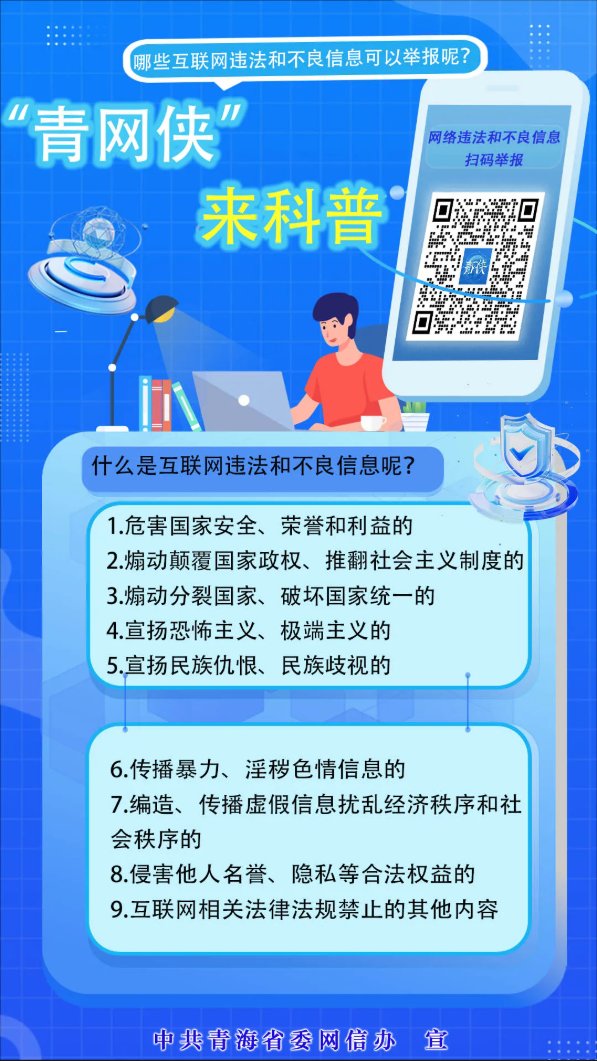 哪些互联网违法和不良信息可以举报呢？
“青网侠”
来科普
网络违法和不良信息
扫码举报
青侠
什么是互联网违法和不良信息呢？
1.危害国家安全、荣誉和利益的
2.煽动颠覆国家政权、推翻社会主义制度的
3.煽动分裂国家、破坏国家统一的
4.宣扬恐怖主义、极端主义的
5.宣扬民族仇恨、民族歧视的
6.传播暴力、淫秽色情信息的
7.编造、传播虚假信息扰乱经济秩序和社
会秩序的
8.侵害他人名誉、隐私等合法权益的
9.互联网相关法律法规禁止的其他内容
中共青海省委网信办 宣